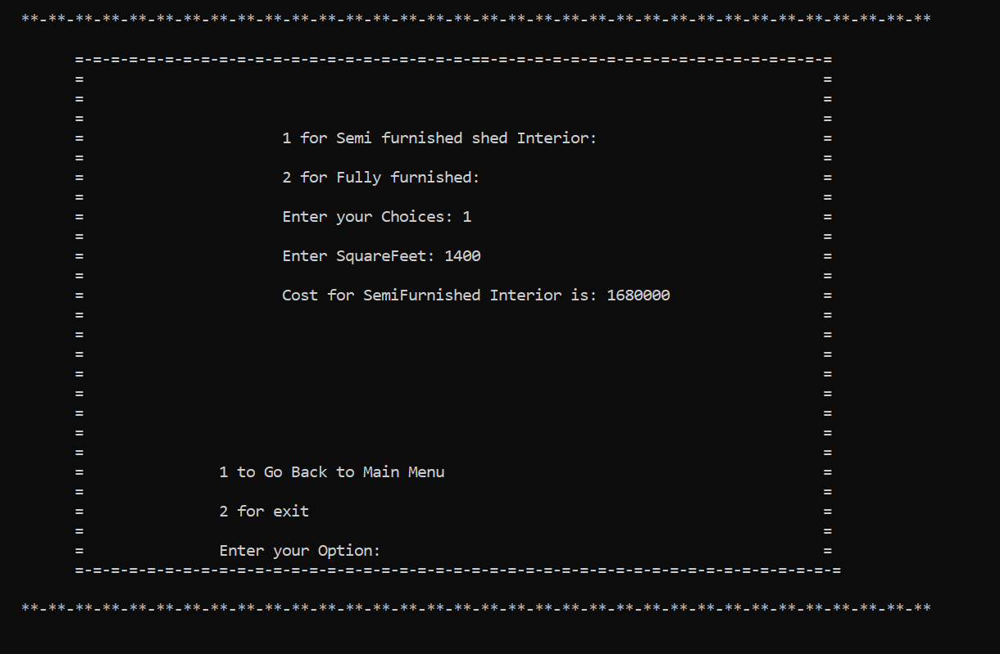 **-**-**-**-**-**-**-**-**-**-**-**-**-**-**-**-**-**-**-**-**-**-**-**-**-**-**-**-**-**-**-**-**-**
=-=-=-=-=-=-=-=-=-=-=-=-=-=-=-=-=-=-=-=-=-=-==-=-=-=-=-=-=-=-=-=-=-=-=-=-=-=-=-=-=
= =
= =
= =
= 1 for Semi furnished shed Interior: =
= =
= 2 for Fully furnished: =
= =
= Enter your Choices: 1 =
= =
= Enter SquareFeet: 1400 =
= =
= Cost for SemiFurnished Interior is: 1680000 =
= =
= =
= =
= =
= =
= =
= =
= =
= 1 to Go Back to Main Menu =
= =
= 2 for exit =
= =
= Enter your Option: =
=-=-=-=-=-=-=-=-=-=-=-=-=-=-=-=-=-=-=-=-=-=-=-=-=-=-=-=-=-=-=-=-=-=-=-=-=-=-=-=-=-=-=
**-**-**-**-**-**-**-**-**-**-**-**-**-**-**-**-**-**-**-**-**-**-**-**-**-**-**-**-**-**-**-**-**-**